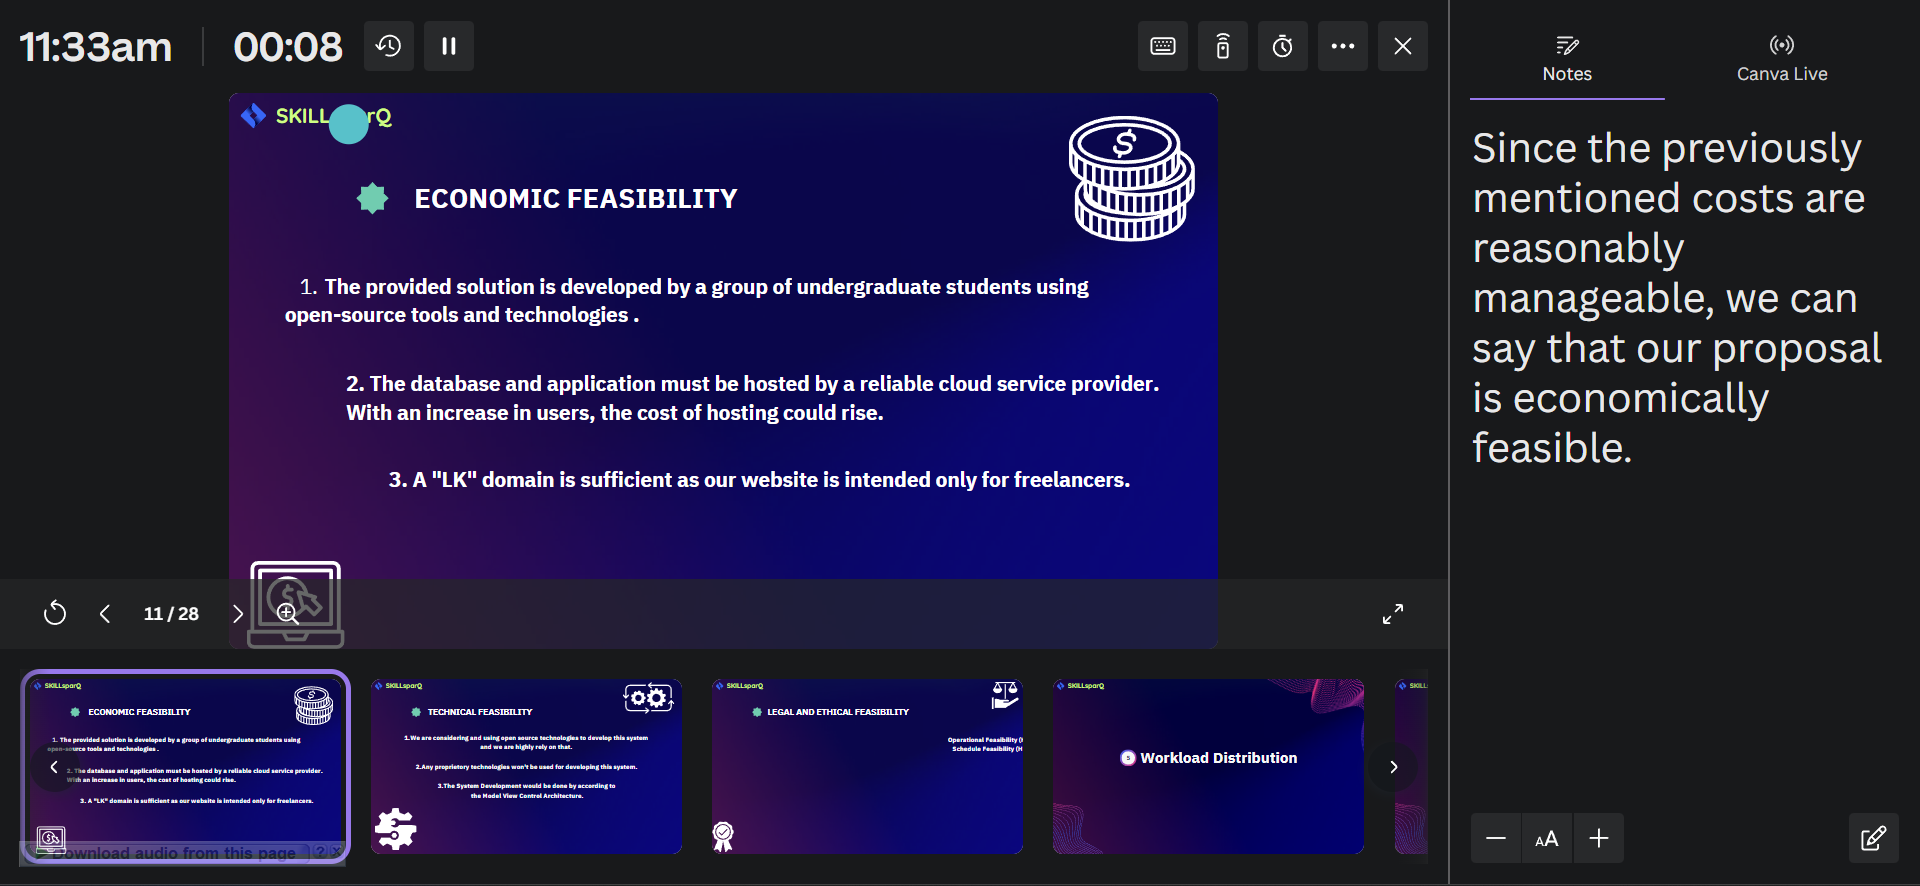 11:33am
00:08
SKILL rQ
ECONOMIC FEASIBILITY
1. The provided solution is developed by a group of undergraduate students using
open-source tools and technologies .
2. The database and application must be hosted by a reliable cloud service provider.
With an increase in users, the cost of hosting could rise.
3. A "LK" domain is sufficient as our website is intended only for freelancers.
11 / 28
SKILLsparQ
ECONOMIC FEASIBILITY
1. The provided solution is developed by a group of undergraduate students using
open-source tools and technologies .
2. The database and application must be hosted by a reliable cloud service provider.
With an increase in users, the cost of hosting could rise.
3. A "LK" domain is sufficient as our website is intended only for freelancers.
Download audio from this page
SKILLsparQ
TECHNICAL FEASIBILITY
1.We are considering and using open source technologies to develop this system
and we are highly rely on that.
2.Any proprietory technologies won't be used for developing this system.
3.The System Development would be done by according to
the Model View Control Architecture.
SKILLsparQ
LEGAL AND ETHICAL FEASIBILITY
Operational Feasibility (
Schedule Feasibility (H
SKILLsparQ
5 Workload Distribution
SKILL
Notes
Canva Live
Since the previously
mentioned costs are
reasonably
manageable, we can
say that our proposal
is economically
feasible.
AA